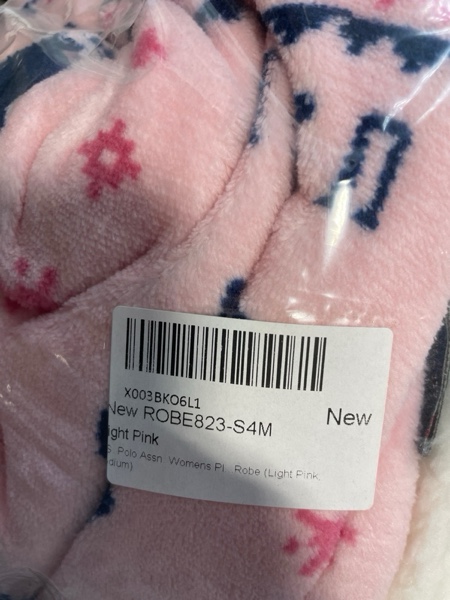 X003BKO6L1
New ROBE823-S4M New
ight Pink
Polo Assn. Womens Pl Robe (Light Pink,
dium)